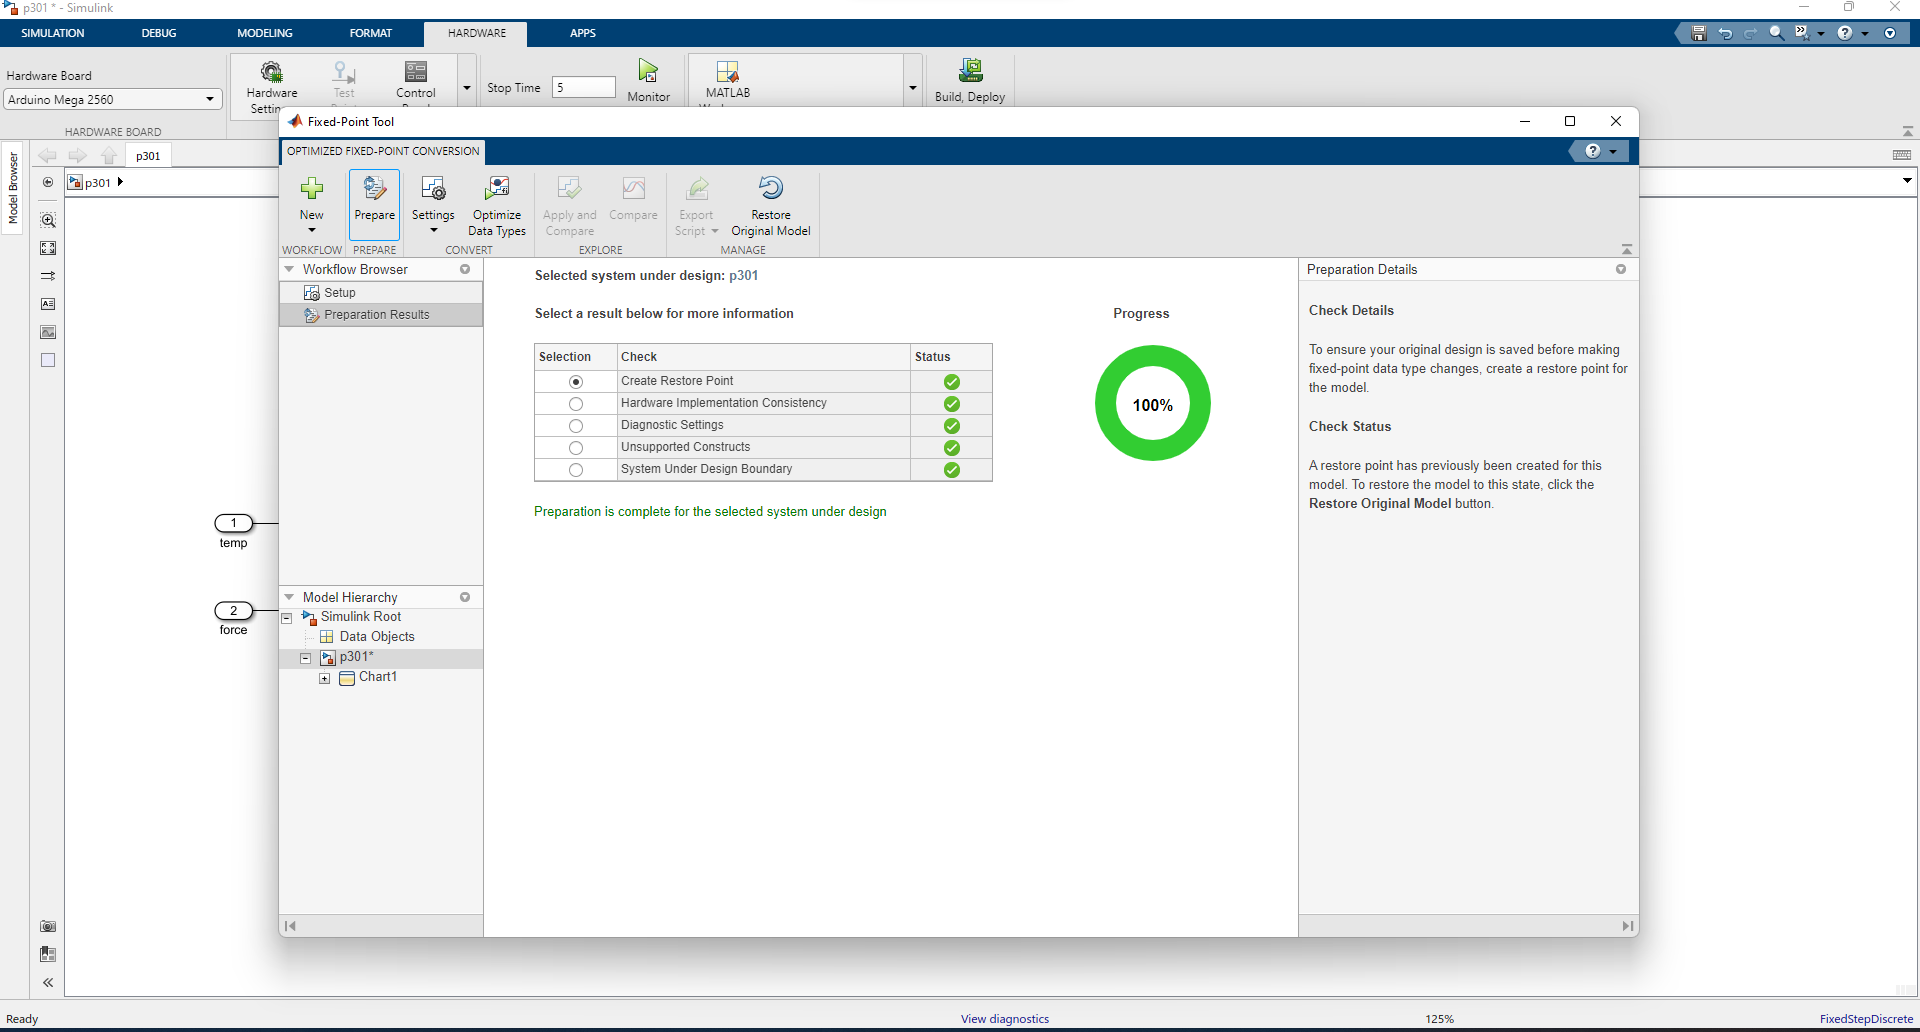 p301 * - Simulink
SIMULATION DEBUG MODELING FORMAT HARDWARE APPS
Hardware Board
Arduino Mega 2560
HARDWARE BOARD
Hardware
Test
Control
Stop Time 5
Monitor
MATLAB
Build, Deploy
Model Browser
p301
p301
1
temp
2
force
Fixed-Point Tool
OPTIMIZED FIXED-POINT CONVERSION
New
Prepare
Settings
Optimize
Data Types
Apply and
Compare
Compare
Export
Script
Restore
Original Model
WORKFLOW PREPARE CONVERT EXPLORE MANAGE
Workflow Browser
Setup
Preparation Results
Model Hierarchy
Simulink Root
Data Objects
p301*
Chart1
Selected system under design: p301
Select a result below for more information
Selection Check Status
Create Restore Point
Hardware Implementation Consistency
Diagnostic Settings
Unsupported Constructs
System Under Design Boundary
Preparation is complete for the selected system under design
Progress
100%
Preparation Details
Check Details
To ensure your original design is saved before making
fixed-point data type changes, create a restore point for
the model.
Check Status
A restore point has previously been created for this
model. To restore the model to this state, click the
Restore Original Model button.
Ready View diagnostics 125% FixedStepDiscrete